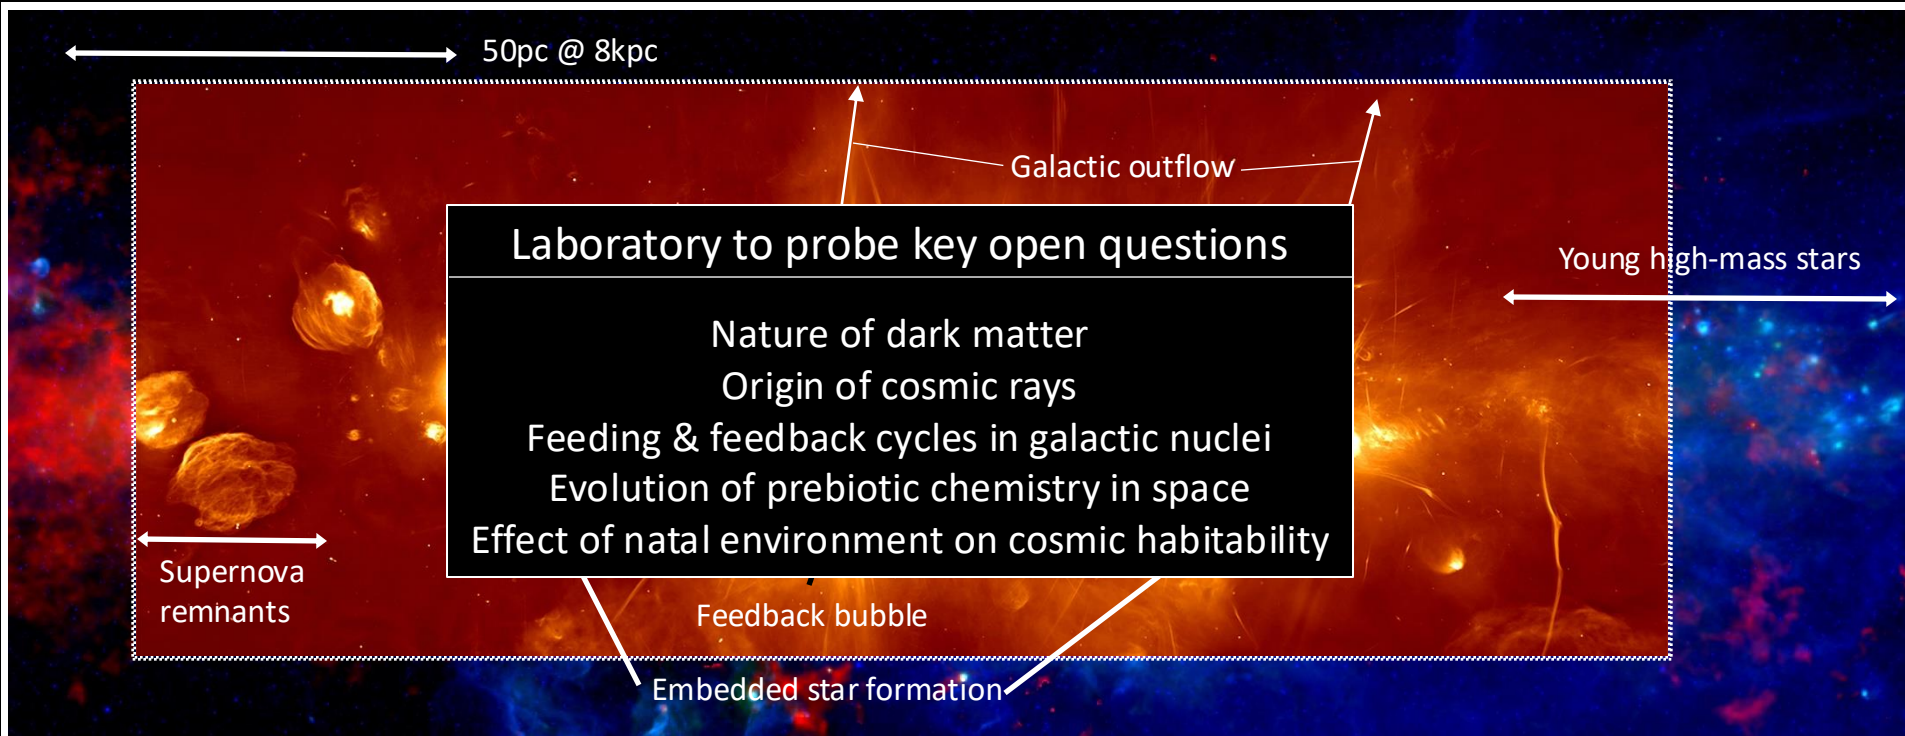 50pc @ 8kpc
Galactic outflow
Laboratory to probe key open questions
Young high-mass stars
Nature of dark matter
Origin of cosmic rays
Feeding & feedback cycles in galactic nuclei
Evolution of prebiotic chemistry in space
Effect of natal environment on cosmic habitability
Supernova
remnants
Feedback bubble
Embedded star formation